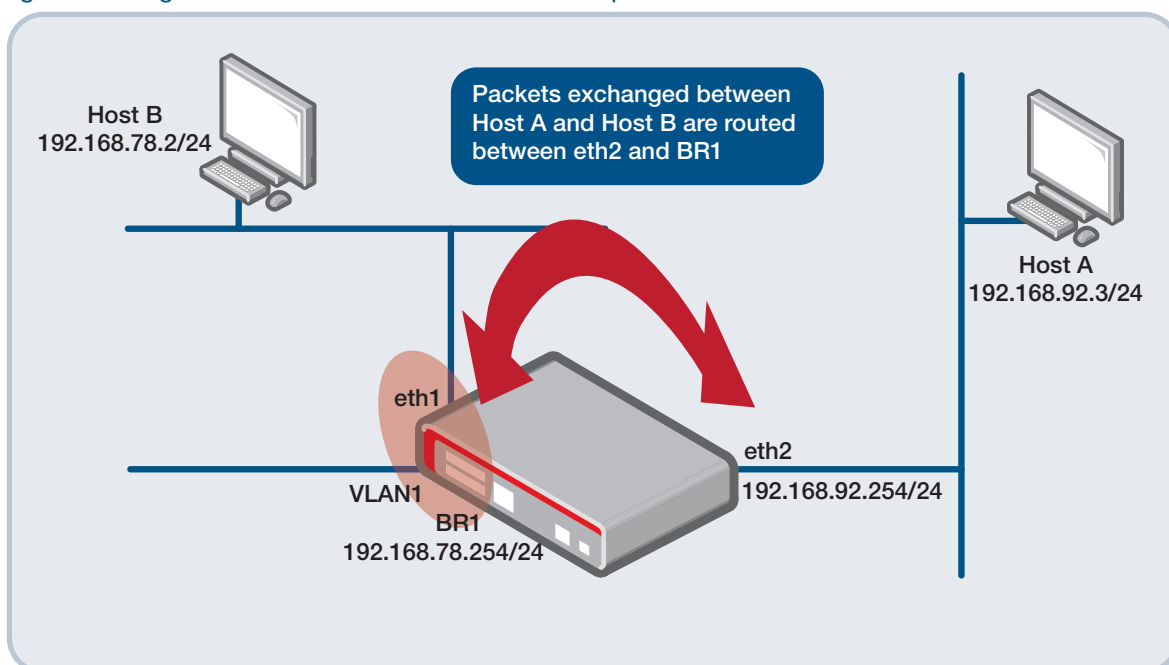 Packets exchanged between
Host A and Host B are routed
between eth2 and BR1
Host B
192.168.78.2/24
Host A
192.168.92.3/24
eth1
eth2
VLAN1
192.168.92.254/24
BR1
192.168.78.254/24